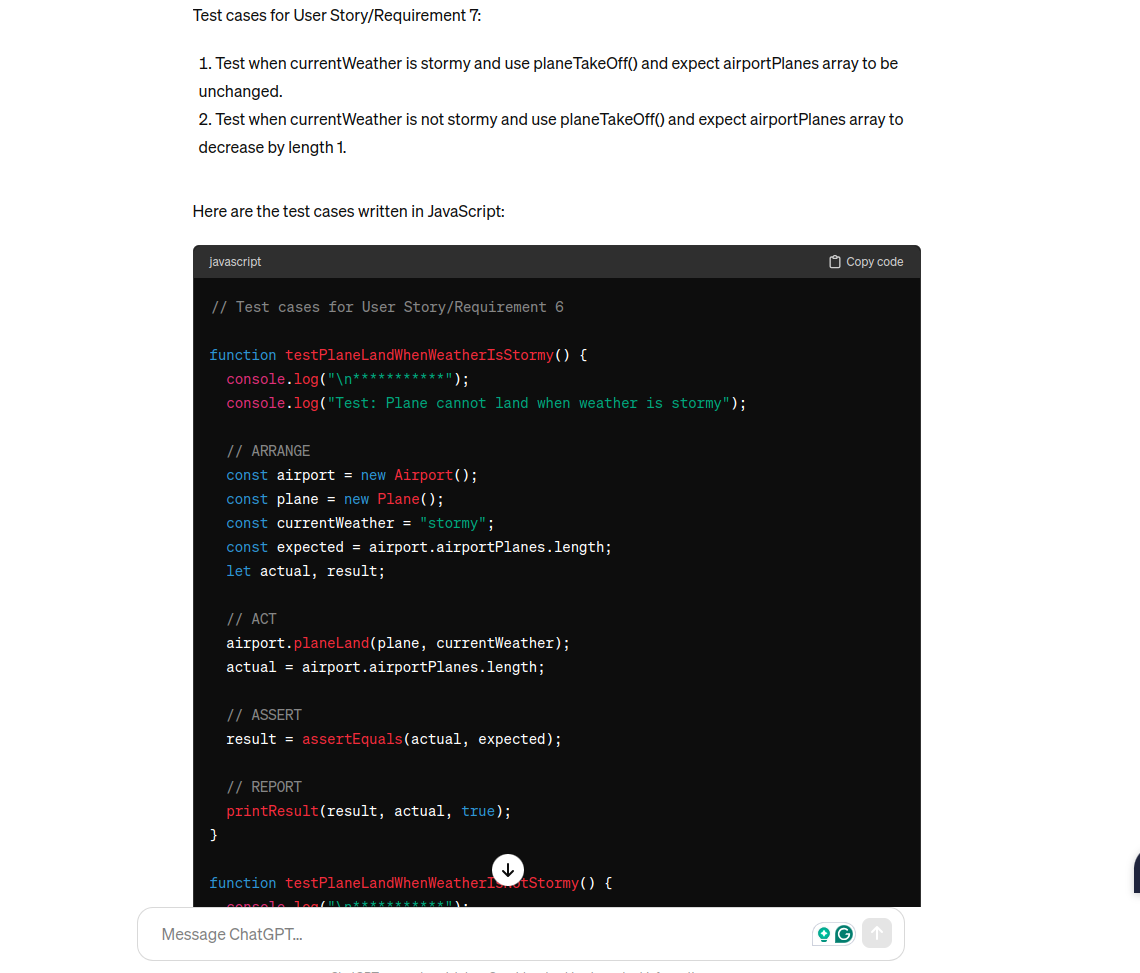 Test cases for User Story/Requirement 7:
1. Test when currentWeather is stormy and use planeTakeOff() and expect airportPlanes array to be
unchanged.
2. Test when currentWeather is not stormy and use planeTakeOff() and expect airportPlanes array to
decrease by length 1.
Here are the test cases written in JavaScript:
javascript
Copy code
// Test cases for User Story/Requirement 6
function testPlaneLandWhenWeatherIsStormy() {
console.log("\n***********");
console.log("Test: Plane cannot land when weather is stormy");
// ARRANGE
const airport = new Airport();
const plane = new Plane();
const currentWeather = "stormy";
const expected = airport.airportPlanes.length;
let actual, result;
// ACT
airport.planeLand(plane, currentWeather);
actual = airport.airportPlanes.length;
// ASSERT
result = assertEquals(actual, expected);
// REPORT
printResult(result, actual, true);
}
function testPlaneLandWhenWeatherIsNotStormy() {
console.log("\n***********");
Message ChatGPT...